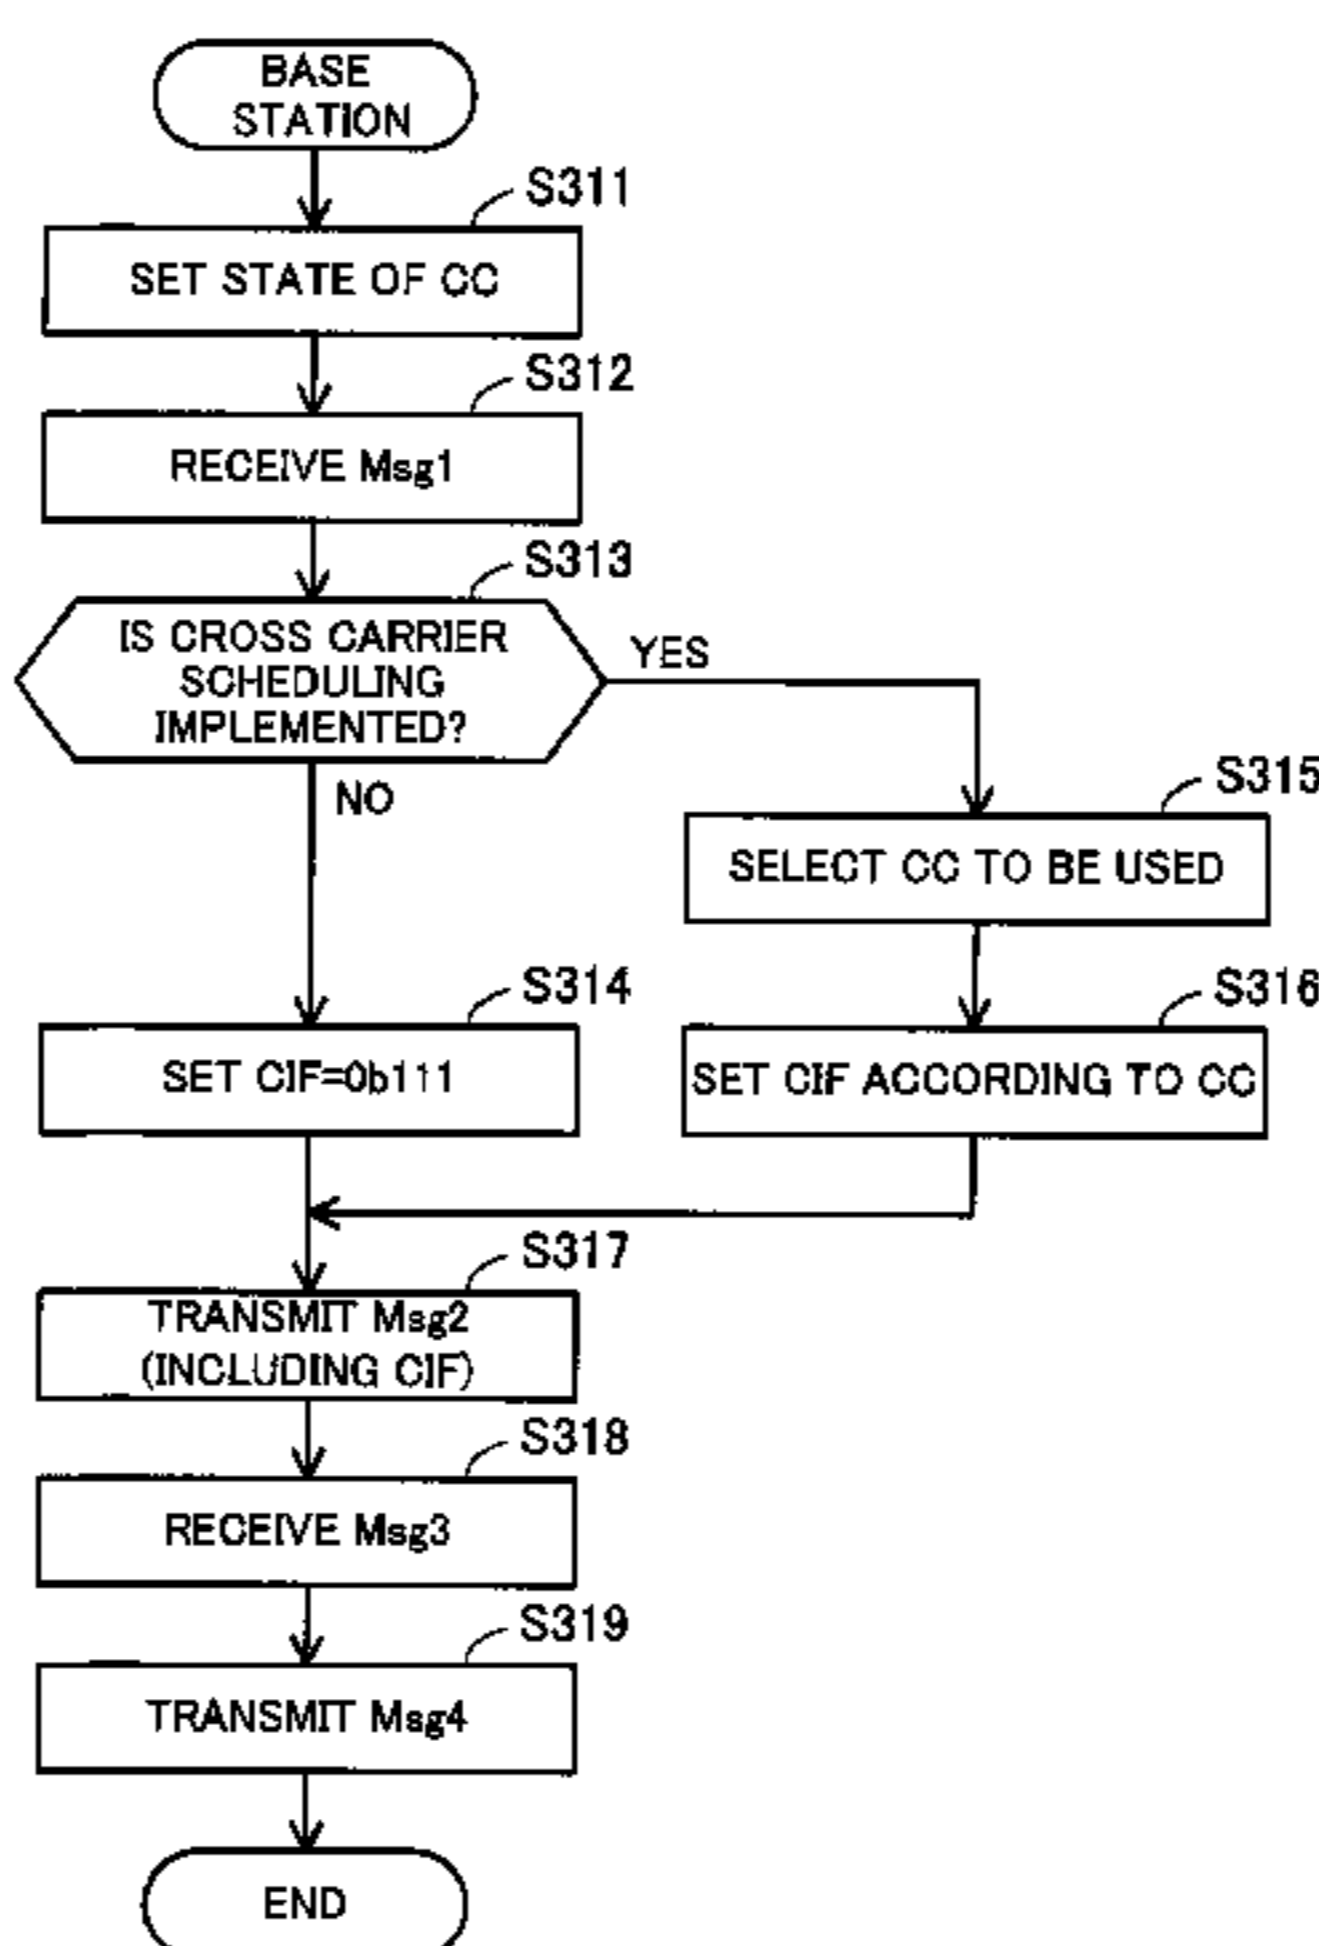 BASE
STATION
S311
SET STATE OF CC
S312
RECEIVE Msg1
S313
IS CROSS CARRIER
SCHEDULING
IMPLEMENTED?
YES
NO
S315
SELECT CC TO BE USED
S314
SET CIF=0b111
S316
SET CIF ACCORDING TO CC
S317
TRANSMIT Msg2
(INCLUDING CIF)
S318
RECEIVE Msg3
S319
TRANSMIT Msg4
END